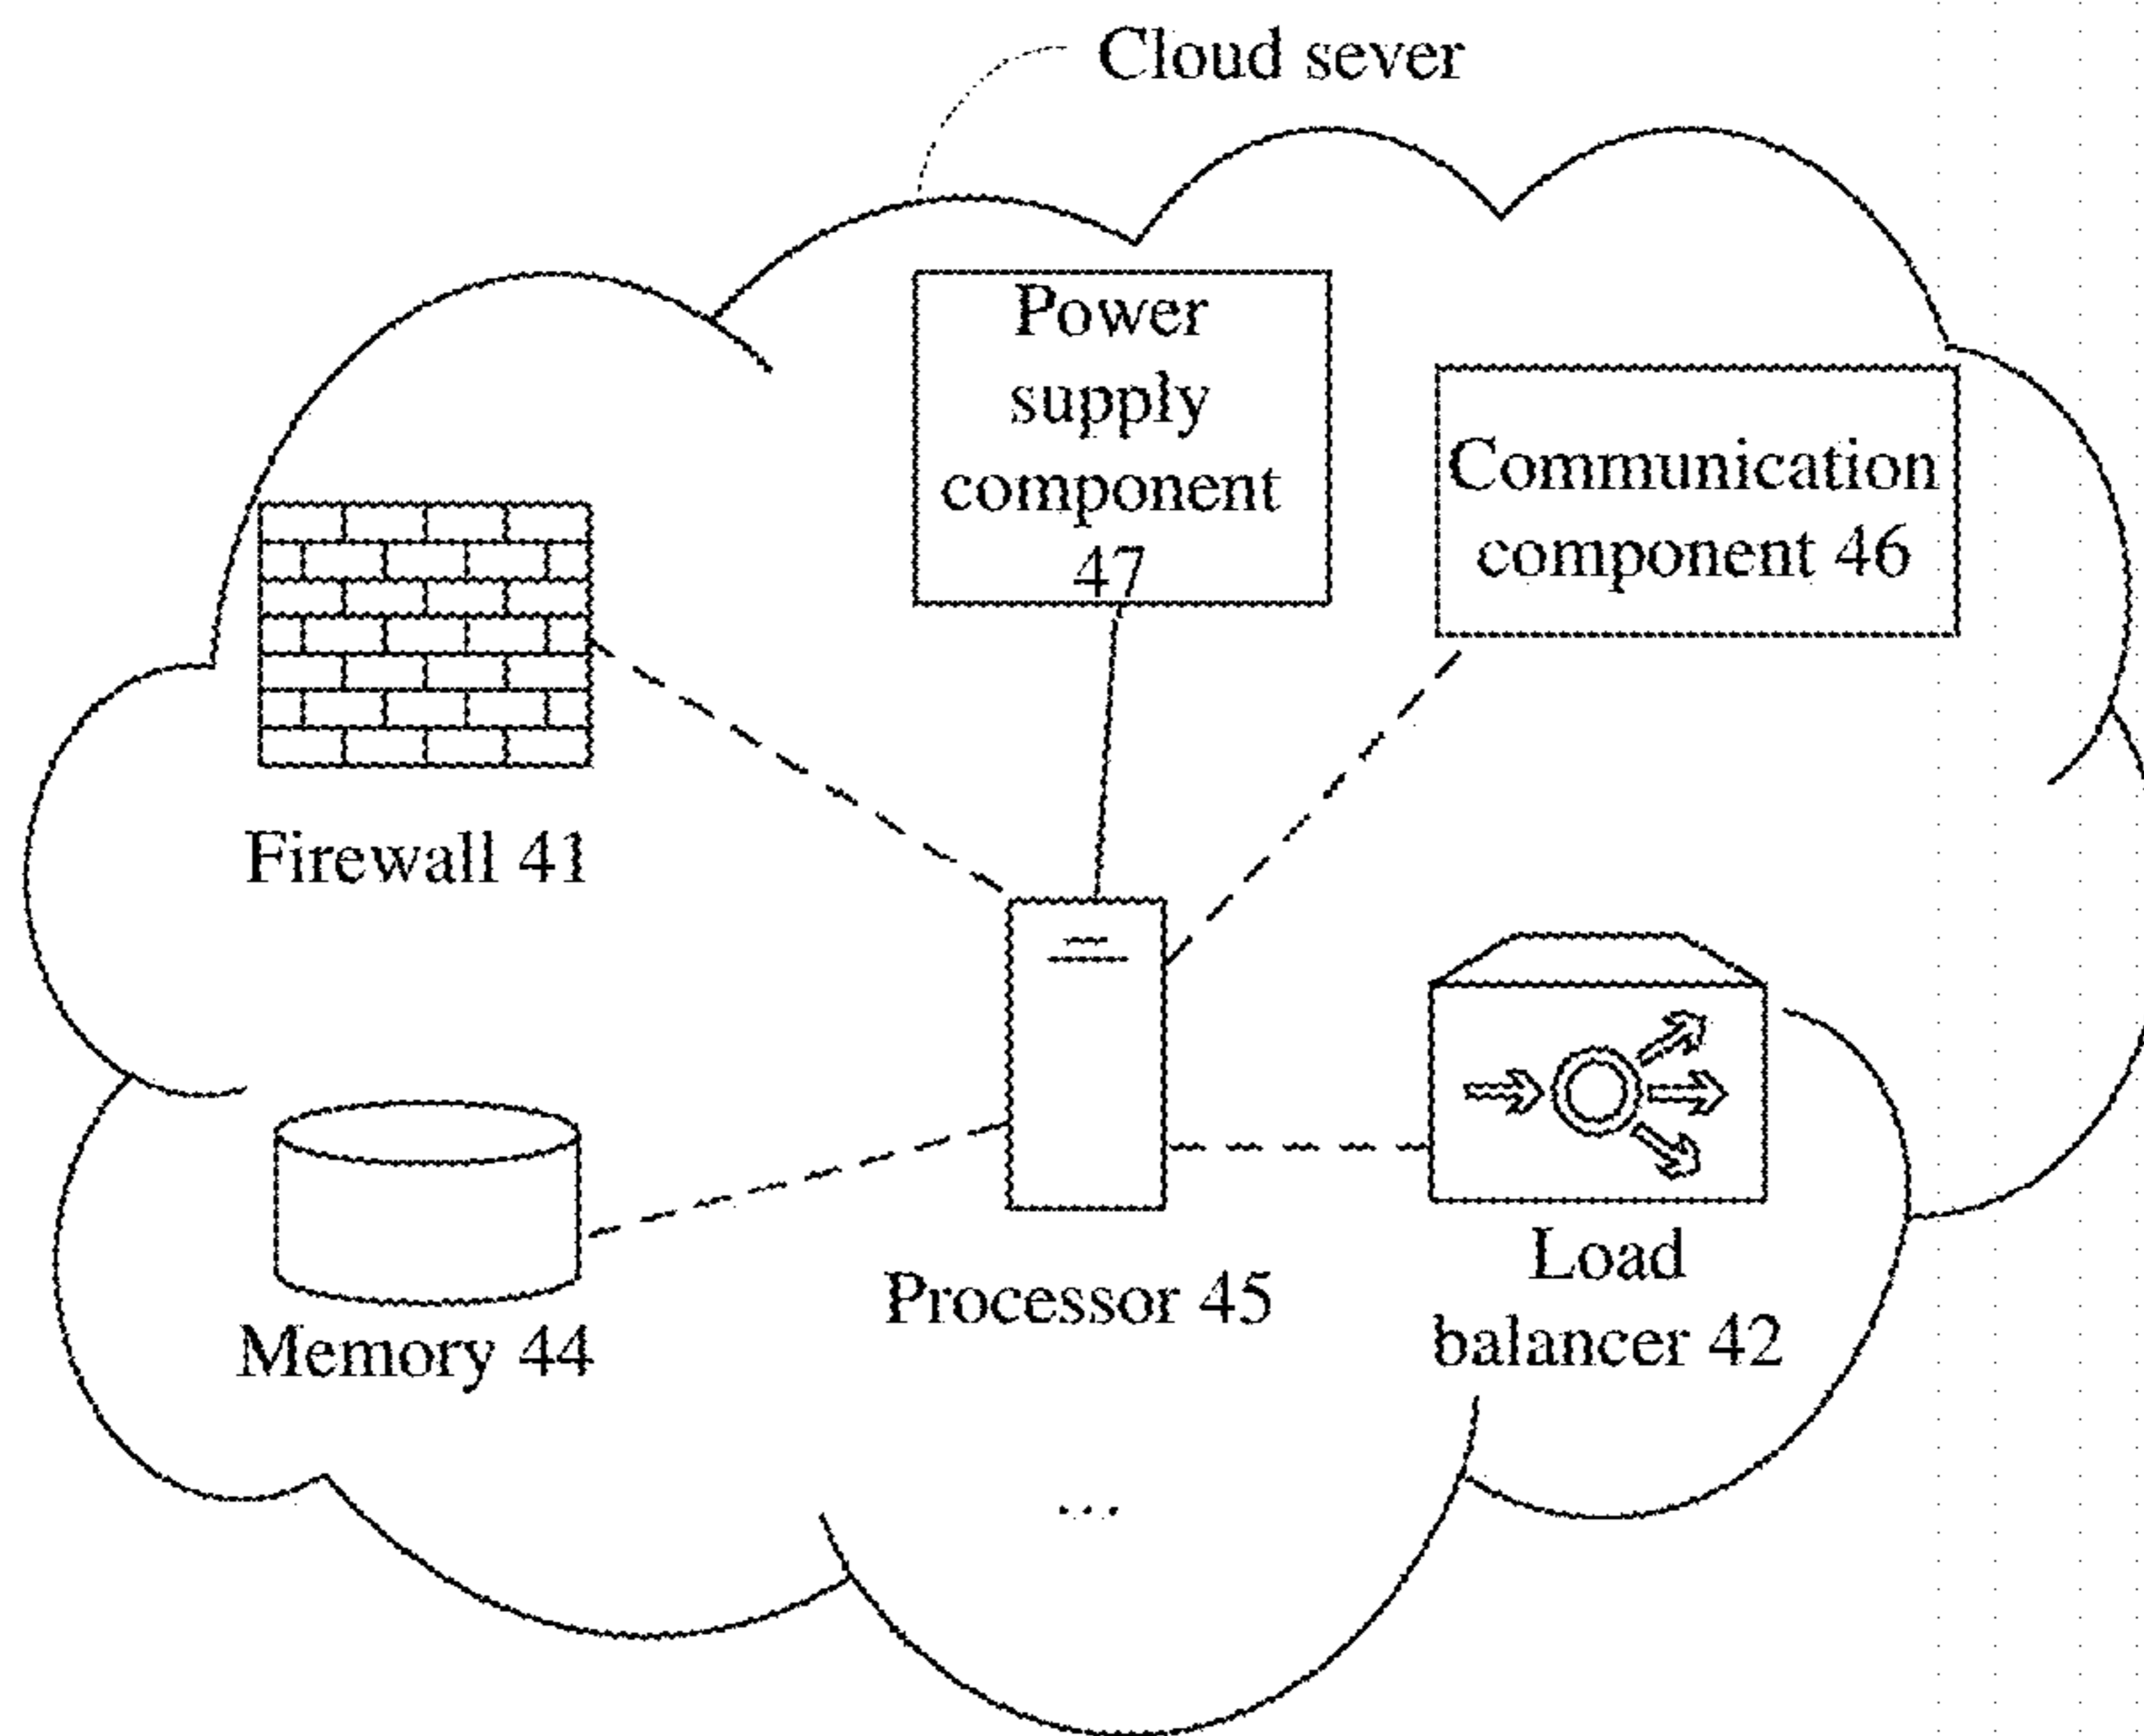 Cloud sever
Power
supply
component
47
Communication
component 46
Firewall 41
Processor 45
Load
balancer 42
Memory 44
...